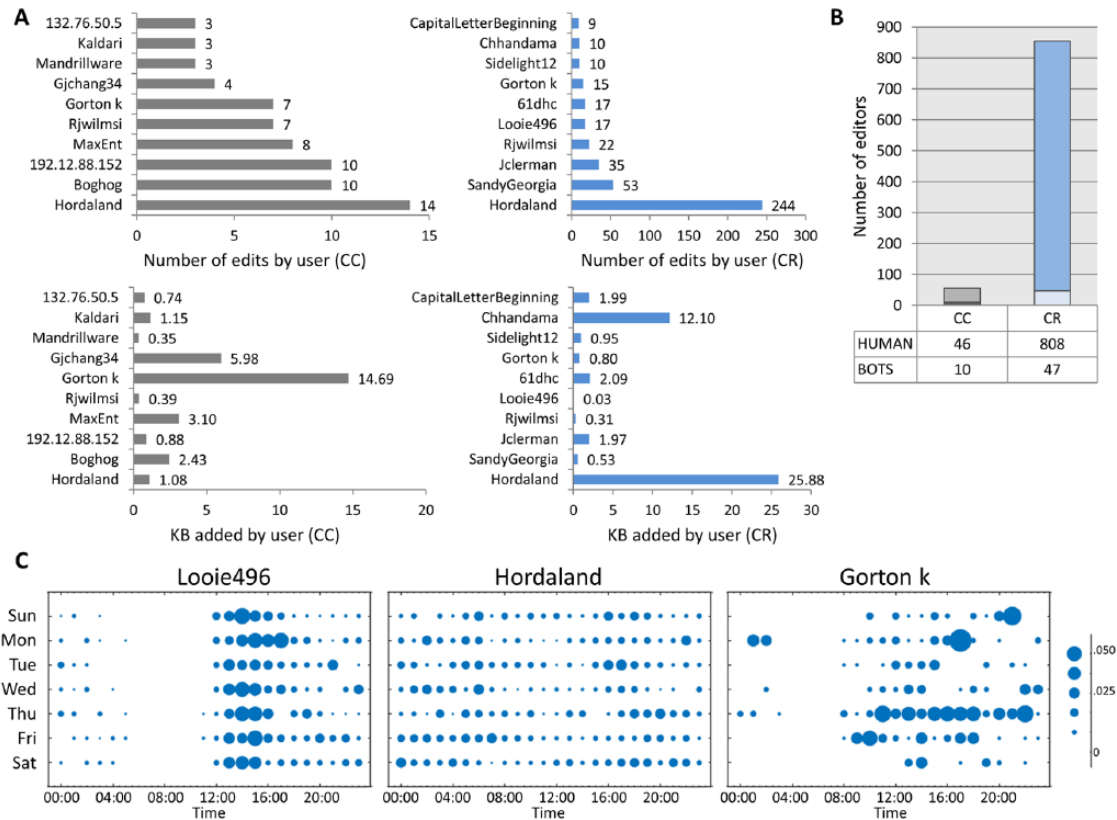 A
132.76.50.5 3
Kaldari 3
Mandrillware 3
Gjchang34 4
Gorton k 7
Rjwilmsi 7
MaxEnt 8
192.12.88.152 10
Boghog 10
Hordaland 14
0 5 10 15
Number of edits by user (CC)
CapitalLetterBeginning 9
Chhandama 10
Sidelight12 10
Gorton k 15
61dhc 17
Looie496 17
Rjwilmsi 22
Jclerman 35
SandyGeorgia 53
Hordaland 244
0 50 100 150 200 250 300
Number of edits by user (CR)
132.76.50.5 0.74
Kaldari 1.15
Mandrillware 0.35
Gjchang34 5.98
Gorton k 14.69
Rjwilmsi 0.39
MaxEnt 3.10
192.12.88.152 0.88
Boghog 2.43
Hordaland 1.08
0 5 10 15 20
KB added by user (CC)
CapitalLetterBeginning 1.99
Chhandama 12.10
Sidelight12 0.95
Gorton k 0.80
61dhc 2.09
Looie496 0.03
Rjwilmsi 0.31
Jclerman 1.97
SandyGeorgia 0.53
Hordaland 25.88
0 5 10 15 20 25 30
KB added by user (CR)
B
Number of editors
900
800
700
600
500
400
300
200
100
0
CC CR
HUMAN 46 808
BOTS 10 47
C
Looie496 Hordaland Gorton k
Sun
Mon
Tue
Wed
Thu
Fri
Sat
.050
.025
0
00:00 04:00 08:00 12:00 16:00 20:00 00:00 04:00 08:00 12:00 16:00 20:00 00:00 04:00 08:00 12:00 16:00 20:00
Time Time Time